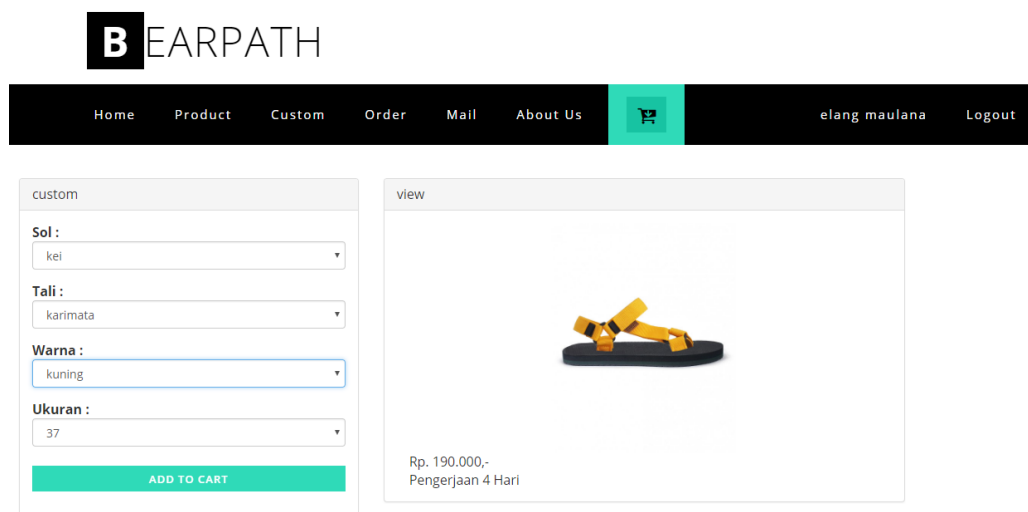 BEARPATH
Home Product Custom Order Mail About Us elang maulana Logout
custom
Sol :
kei
Tali :
karimata
Warna :
kuning
Ukuran :
37
ADD TO CART
view
Rp. 190.000,-
Pengerjaan 4 Hari